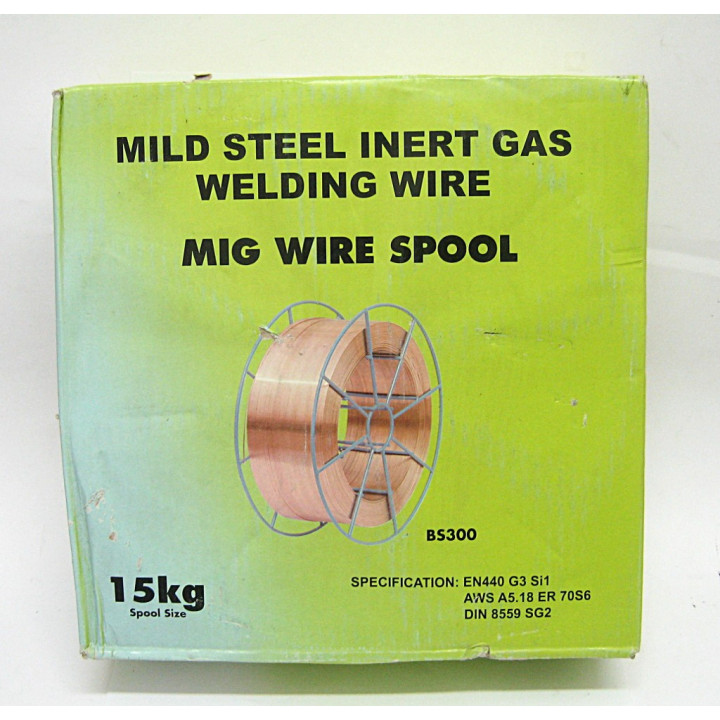 MILD STEEL INERT GAS
WELDING WIRE
MIG WIRE SPOOL
BS300
15kg
Spool Size
SPECIFICATION: EN440 G3 Si1
AWS A5.18 ER 70S6
DIN 8559 SG2